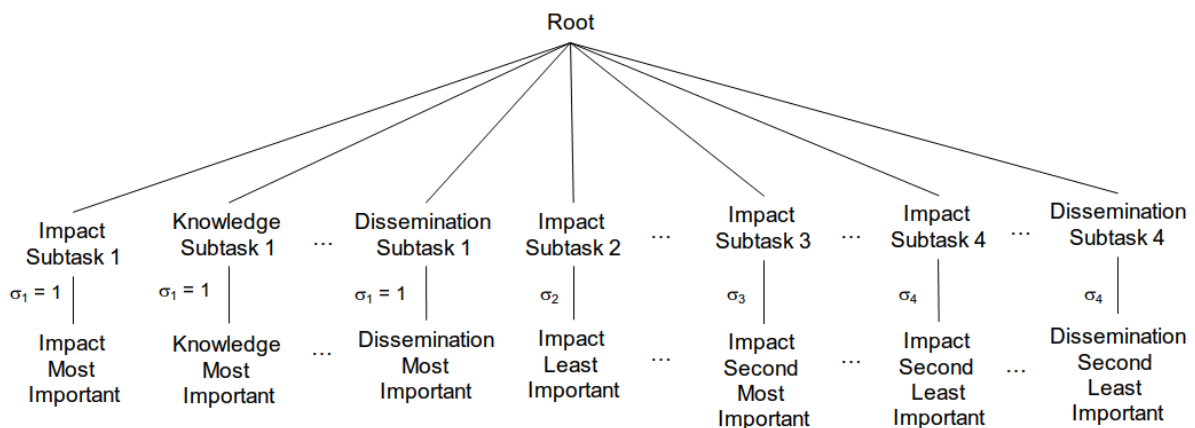 Root
Impact
Subtask 1
Knowledge
Subtask 1
...
Dissemination
Subtask 1
Impact
Subtask 2
...
Impact
Subtask 3
...
Impact
Subtask 4
...
Dissemination
Subtask 4
σ₁ = 1
σ₁ = 1
σ₁ = 1
σ₂
σ₃
σ₄
σ₄
Impact
Most
Important
Knowledge
Most
Important
...
Dissemination
Most
Important
Impact
Least
Important
...
Impact
Second
Most
Important
...
Impact
Second
Least
Important
...
Dissemination
Second
Least
Important